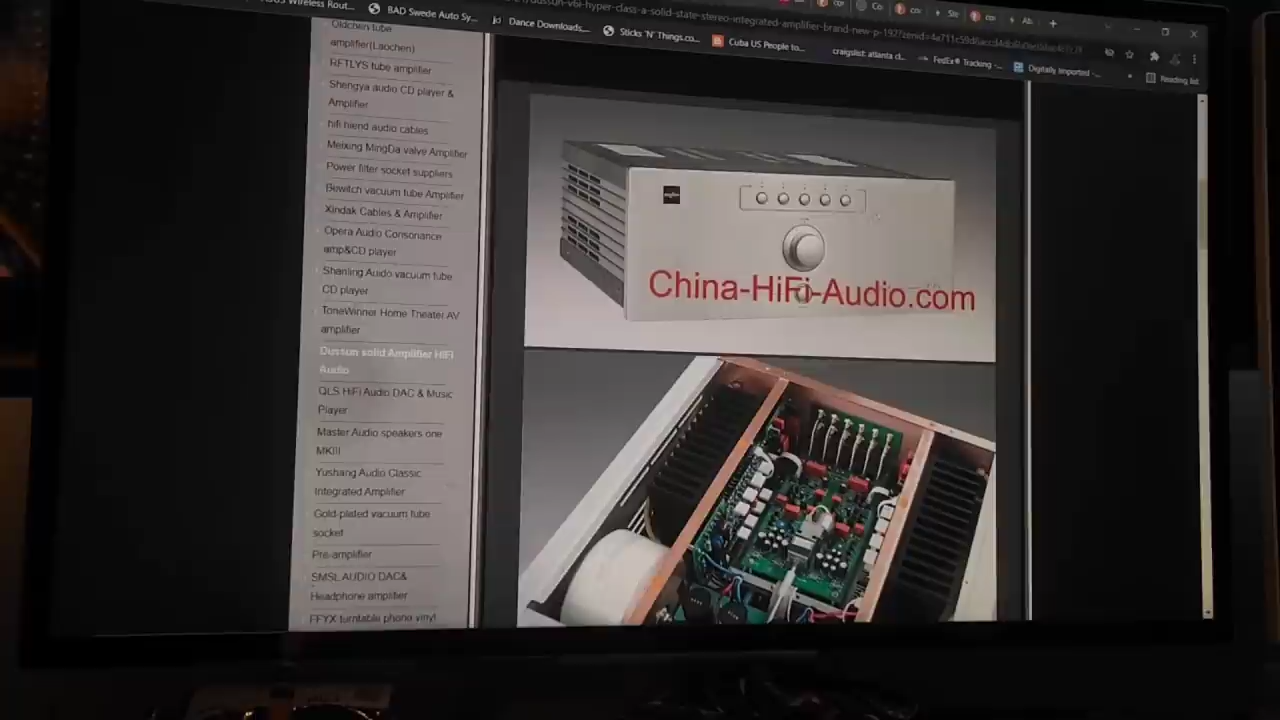 BAD Swede Auto Sy...
Dance Downloads,...
Sticks 'N' Things.co...
Cuba US People to...
craigslist: atlanta cl...
FedEx® Tracking -...
Digitally Imported -...
Reading list
Oldchen tube
amplifier(Laochen)
RFTLYS tube amplifier
Shengya audio CD player &
Amplifier
hifi hiend audio cables
Meixing MingDa valve Amplifier
Power filter socket suppliers
Bewitch vacuum tube Amplifier
Xindak Cables & Amplifier
Opera Audio Consonance
amp&CD player
Shanling Auido vacuum tube
CD player
ToneWinner Home Theater AV
amplifier
Dussun solid Amplifier HIFI
Audio
QLS HiFi Audio DAC & Music
Player
Master Audio speakers one
MKIII
Yushang Audio Classic
Integrated Amplifier
Gold-plated vacuum tube
socket
Pre-amplifier
SMSL AUDIO DAC&
Headphone amplifier
FFYX turntable phono vinyl
China-HiFi-Audio.com